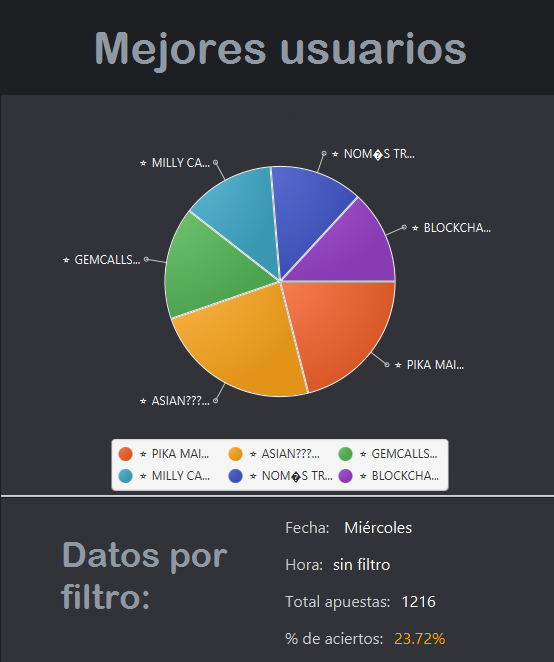 Mejores usuarios
⭐ MILLY CA...
⭐ NOM�S TR...
⭐ BLOCKCHA...
⭐ GEMCALLS...
⭐ PIKA MAI...
⭐ ASIAN???...
⭐ PIKA MAI... ⭐ ASIAN???... ⭐ GEMCALLS...
⭐ MILLY CA... ⭐ NOM�S TR... ⭐ BLOCKCHA...
Datos por
filtro:
Fecha: Miércoles
Hora: sin filtro
Total apuestas: 1216
% de aciertos: 23.72%